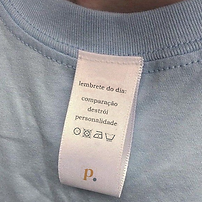 lembrete do dia:
comparação
destrói
personalidade
p.